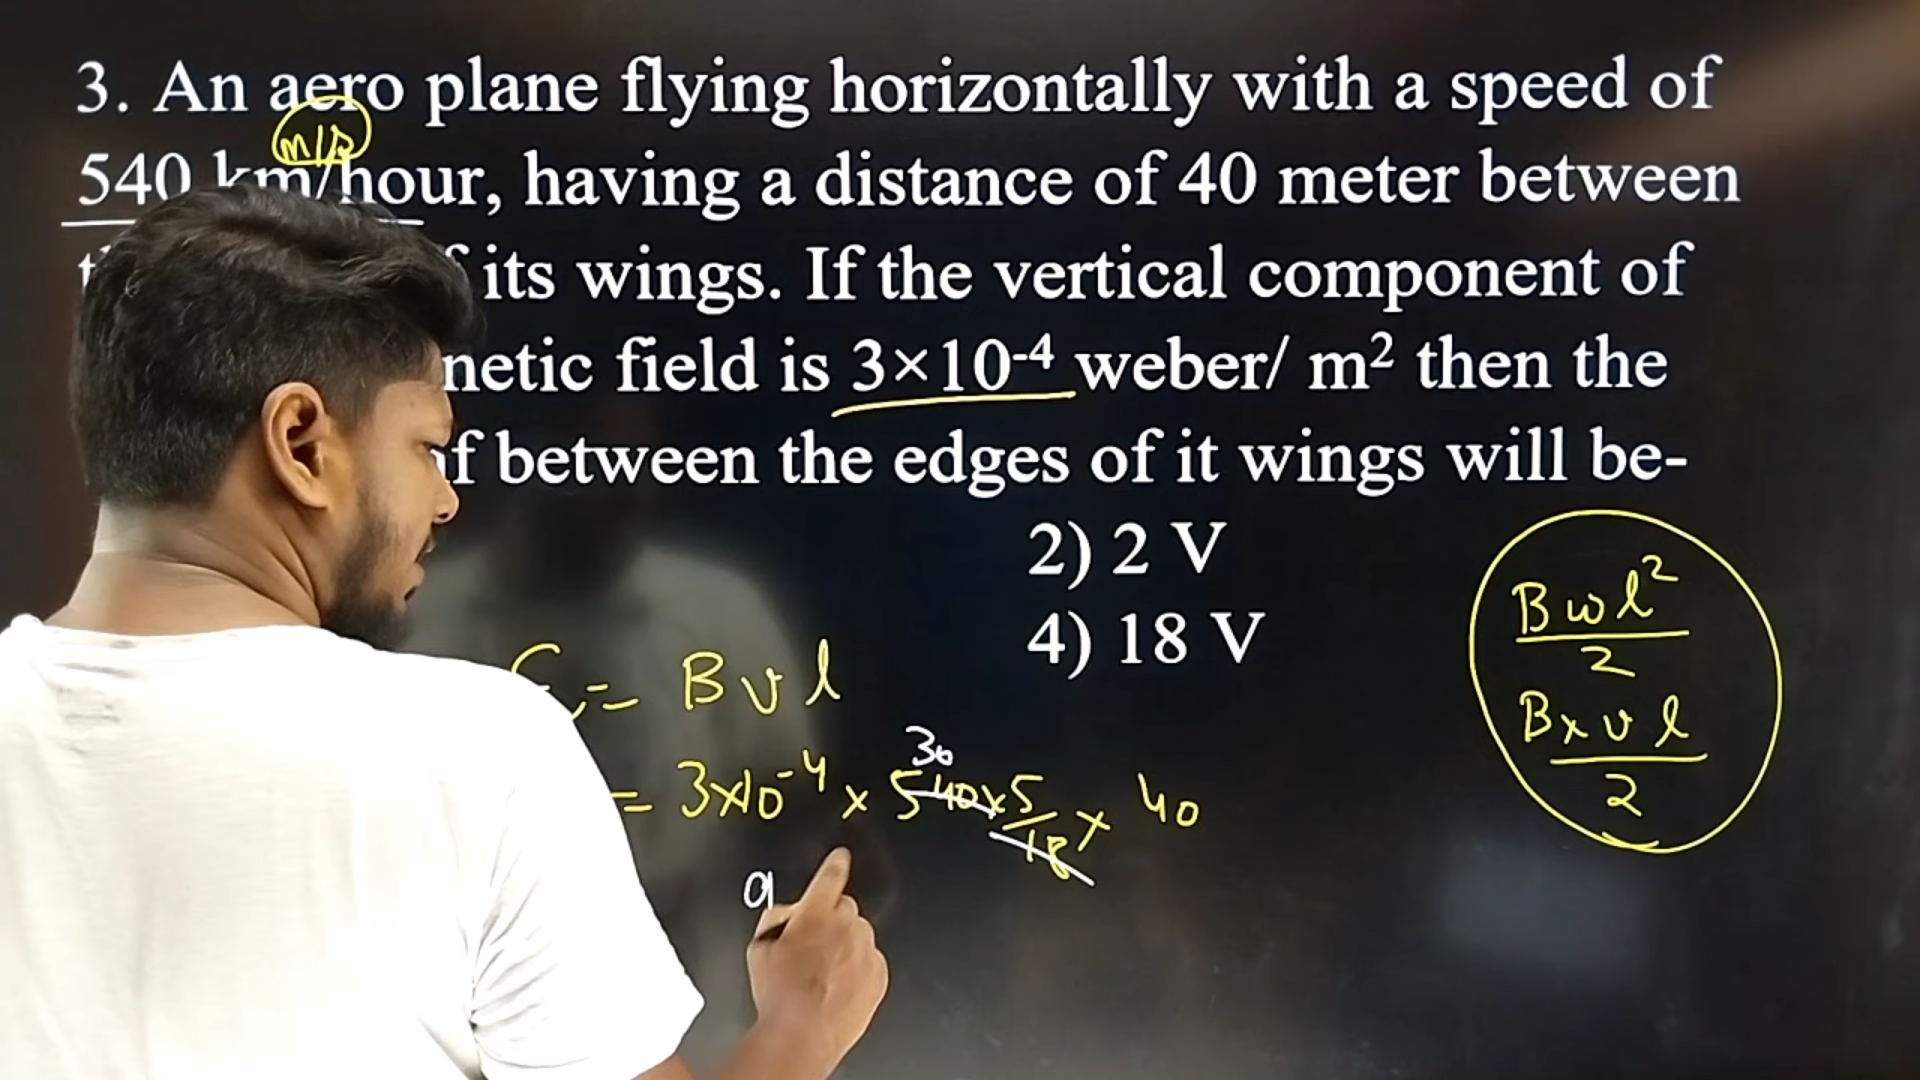 3. An aero plane flying horizontally with a speed of
m/s
540 km/hour, having a distance of 40 meter between
its wings. If the vertical component of
netic field is 3×10⁻⁴ weber/ m² then the
between the edges of it wings will be-
2) 2 V
4) 18 V
= B v l
30
= 3×10⁻⁴ × 540×5/18 × 40
9
Bωl²/2
B×vl/2